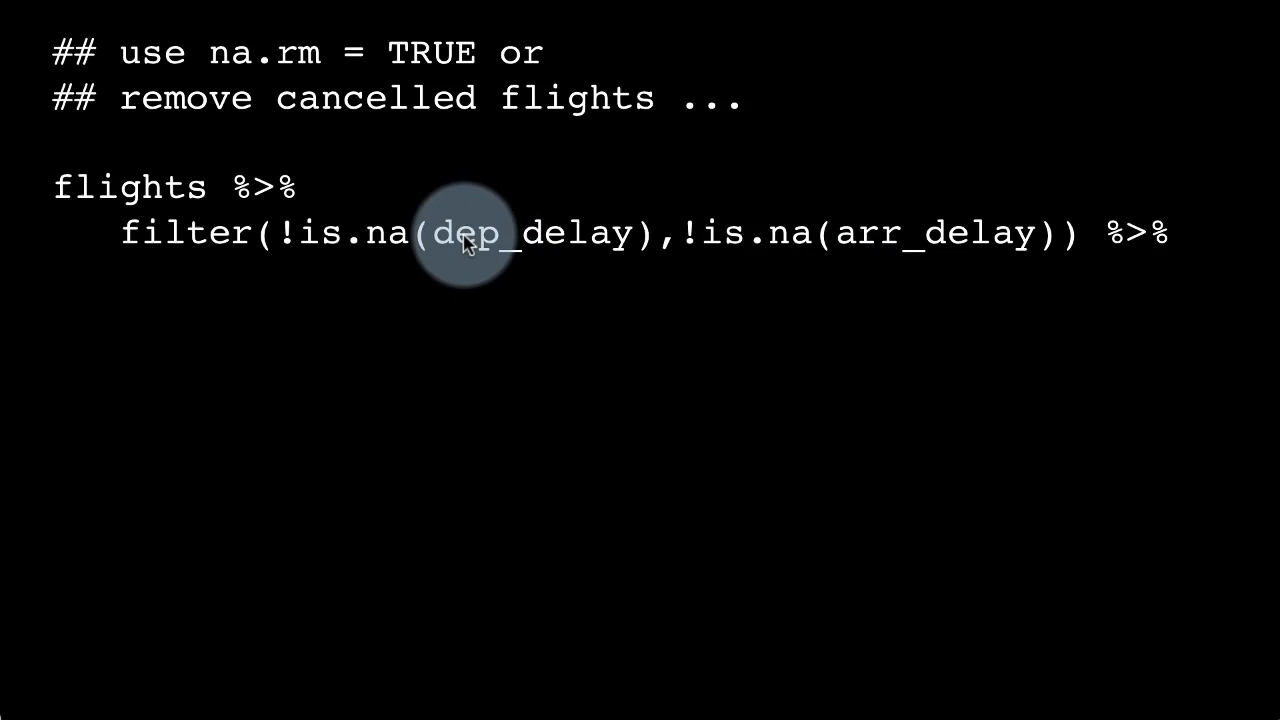 ## use na.rm = TRUE or
## remove cancelled flights ...
flights %>%
filter(!is.na(dep_delay),!is.na(arr_delay)) %>%